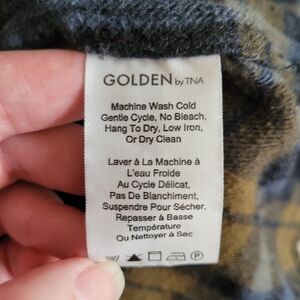 GOLDEN by TNA
Machine Wash Cold
Gentle Cycle, No Bleach,
Hang To Dry, Low Iron,
Or Dry Clean
Laver à La Machine à
L'eau Froide
Au Cycle Délicat,
Pas De Blanchiment,
Suspendre Pour Sécher,
Repasser à Basse
Température
Ou Nettoyer à Sec